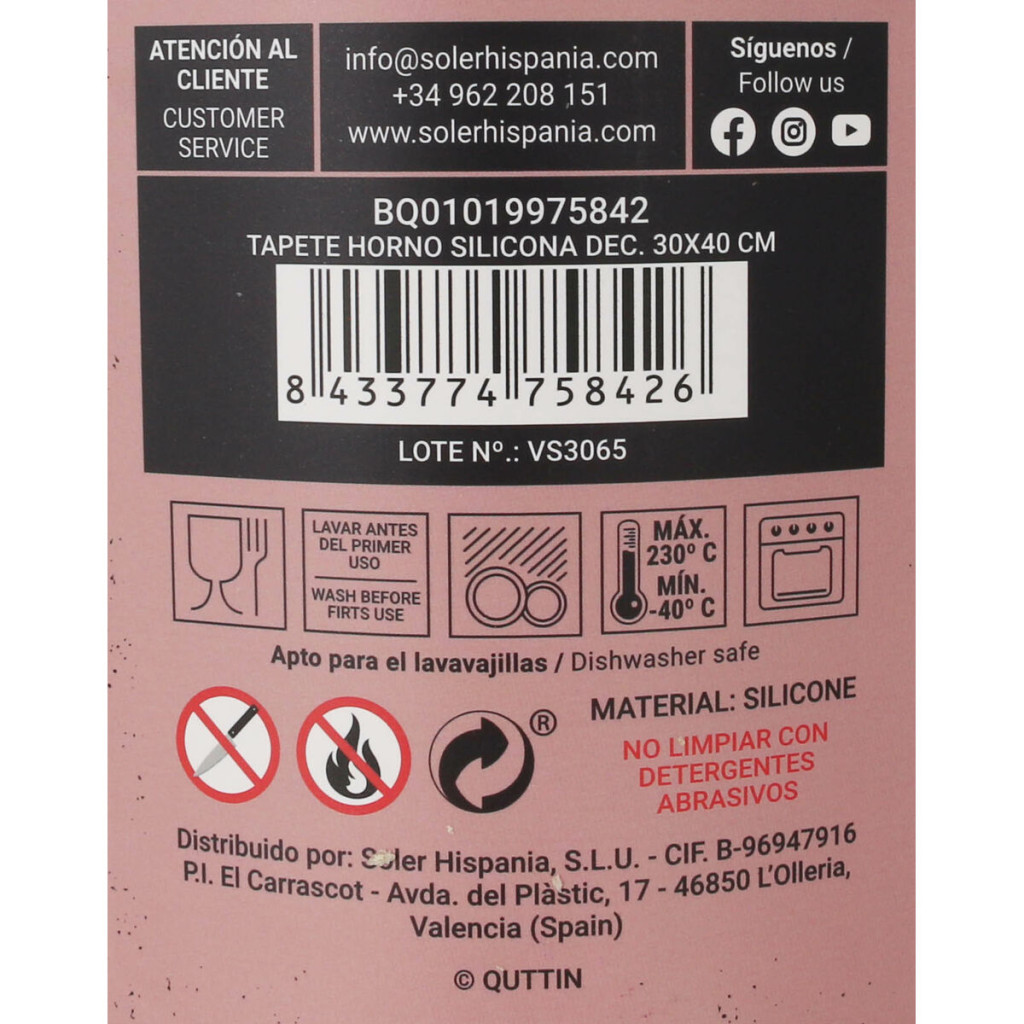 ATENCIÓN AL
CLIENTE
CUSTOMER
SERVICE
info@solerhispania.com
+34 962 208 151
www.solerhispania.com
Síguenos /
Follow us
BQ01019975842
TAPETE HORNO SILICONA DEC. 30X40 CM
8 433774 758426
LOTE Nº.: VS3065
LAVAR ANTES
DEL PRIMER
USO
WASH BEFORE
FIRTS USE
MÁX.
230º C
MÍN.
-40º C
Apto para el lavavajillas / Dishwasher safe
®
MATERIAL: SILICONE
NO LIMPIAR CON
DETERGENTES
ABRASIVOS
Distribuido por: Soler Hispania, S.L.U. - CIF. B-96947916
P.I. El Carrascot - Avda. del Plàstic, 17 - 46850 L'Olleria,
Valencia (Spain)
© QUTTIN